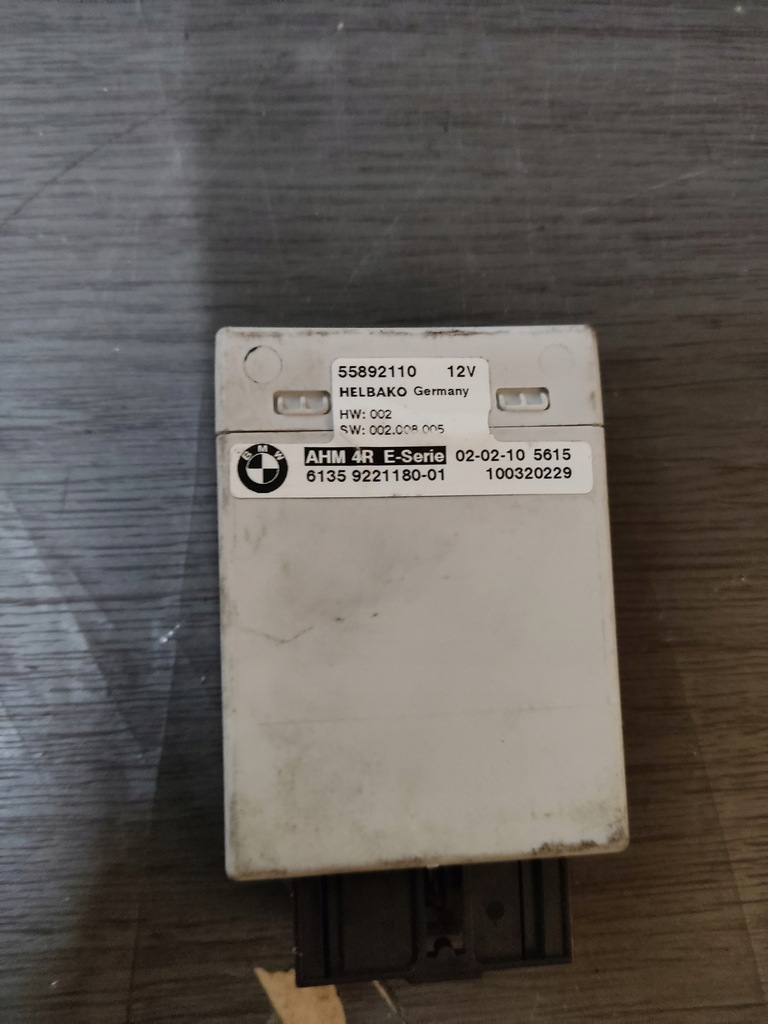 55892110 12V
HELBAKO Germany
HW: 002
SW: 002.008.005
BMW
AHM 4R E-Serie 02-02-10 5615
6135 9221180-01 100320229